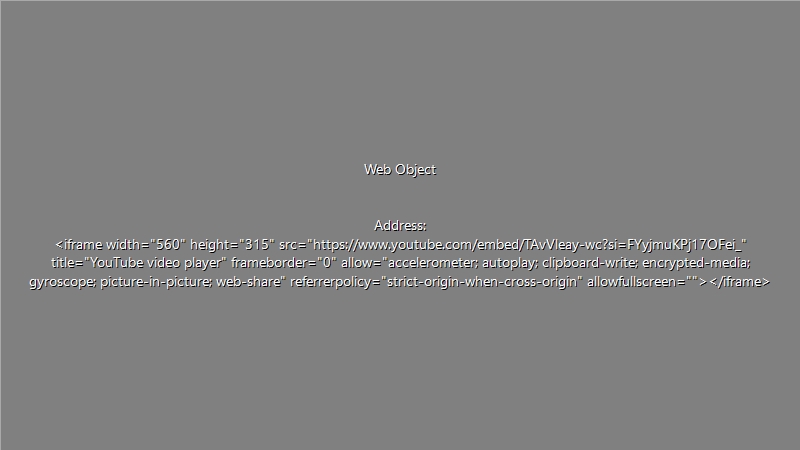 Web Object
Address:
<iframe width="560" height="315" src="https://www.youtube.com/embed/TAvVleay-wc?si=FYyjmuKPj17OFei_"
title="YouTube video player" frameborder="0" allow="accelerometer; autoplay; clipboard-write; encrypted-media;
gyroscope; picture-in-picture; web-share" referrerpolicy="strict-origin-when-cross-origin" allowfullscreen=""></iframe>